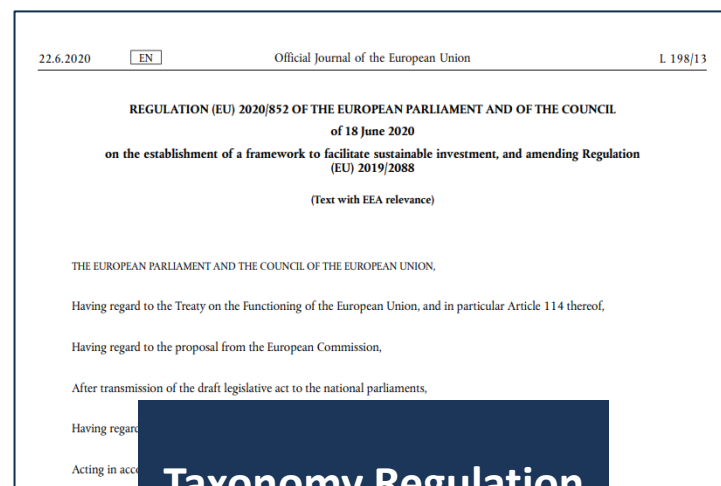 22.6.2020 EN Official Journal of the European Union L 198/13
REGULATION (EU) 2020/852 OF THE EUROPEAN PARLIAMENT AND OF THE COUNCIL
of 18 June 2020
on the establishment of a framework to facilitate sustainable investment, and amending Regulation
(EU) 2019/2088
(Text with EEA relevance)
THE EUROPEAN PARLIAMENT AND THE COUNCIL OF THE EUROPEAN UNION,
Having regard to the Treaty on the Functioning of the European Union, and in particular Article 114 thereof,
Having regard to the proposal from the European Commission,
After transmission of the draft legislative act to the national parliaments,
Having
Acting in
Taxonomy Regulation